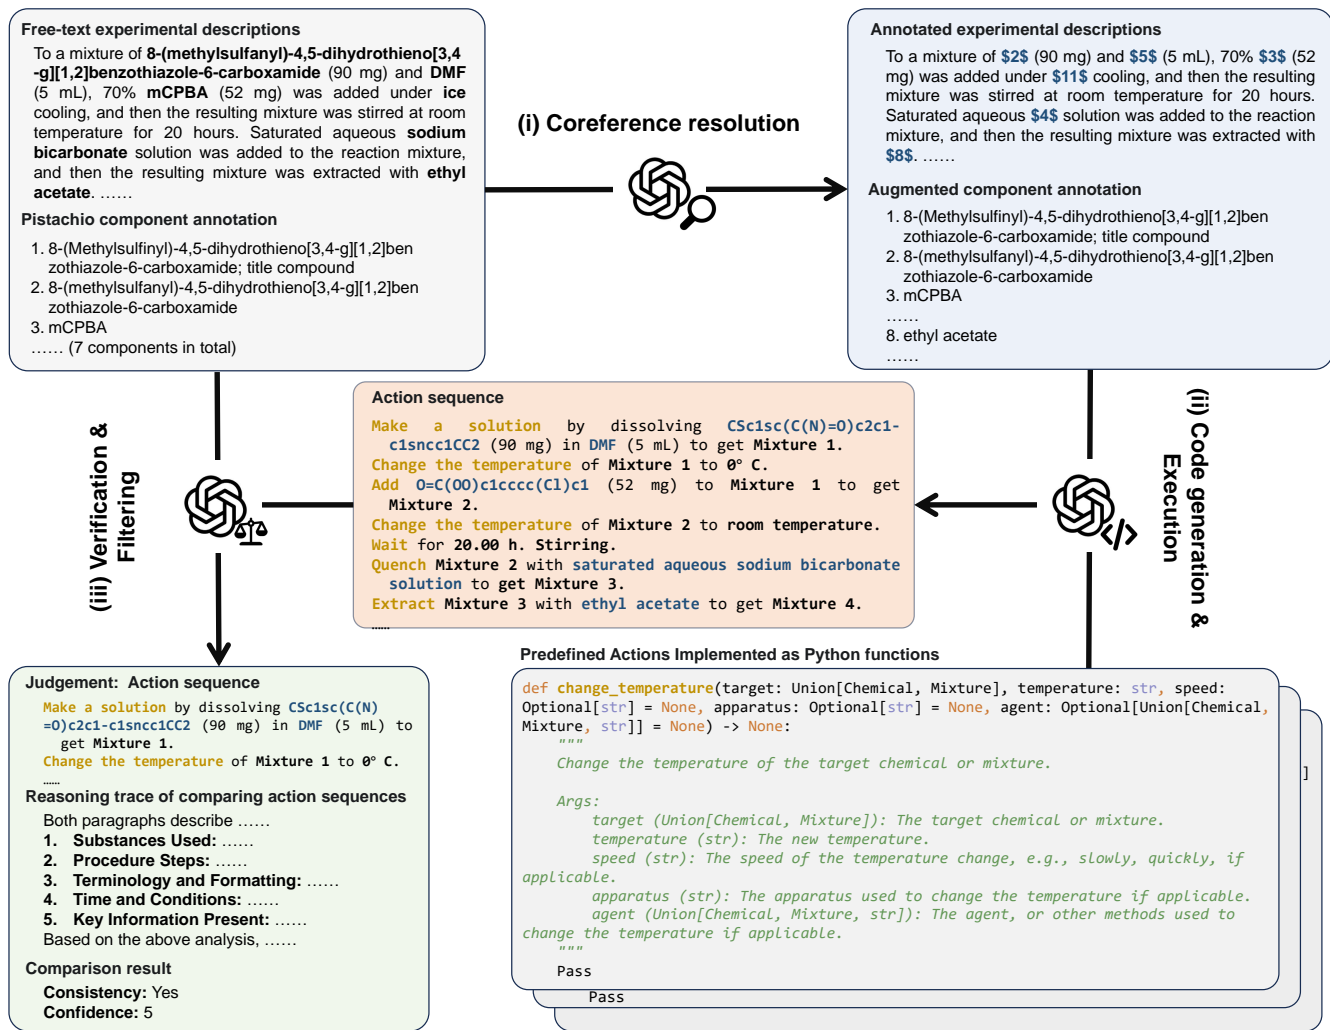 Free-text experimental descriptions
To a mixture of 8-(methylsulfanyl)-4,5-dihydrothieno[3,4
-g][1,2]benzothiazole-6-carboxamide (90 mg) and DMF
(5 mL), 70% mCPBA (52 mg) was added under ice
cooling, and then the resulting mixture was stirred at room
temperature for 20 hours. Saturated aqueous sodium
bicarbonate solution was added to the reaction mixture,
and then the resulting mixture was extracted with ethyl
acetate. ……
Pistachio component annotation
1. 8-(Methylsulfinyl)-4,5-dihydrothieno[3,4-g][1,2]ben
zothiazole-6-carboxamide; title compound
2. 8-(methylsulfanyl)-4,5-dihydrothieno[3,4-g][1,2]ben
zothiazole-6-carboxamide
3. mCPBA
…… (7 components in total)
(i) Coreference resolution
Annotated experimental descriptions
To a mixture of $2$ (90 mg) and $5$ (5 mL), 70% $3$ (52
mg) was added under $11$ cooling, and then the resulting
mixture was stirred at room temperature for 20 hours.
Saturated aqueous $4$ solution was added to the reaction
mixture, and then the resulting mixture was extracted with
$8$. ……
Augmented component annotation
1. 8-(Methylsulfinyl)-4,5-dihydrothieno[3,4-g][1,2]ben
zothiazole-6-carboxamide; title compound
2. 8-(methylsulfanyl)-4,5-dihydrothieno[3,4-g][1,2]ben
zothiazole-6-carboxamide
3. mCPBA
……
8. ethyl acetate
……
(ii) Code generation &
Execution
</>
Action sequence
Make a solution by dissolving CSc1sc(C(N)=O)c2c1-
c1sncc1CC2 (90 mg) in DMF (5 mL) to get Mixture 1.
Change the temperature of Mixture 1 to 0° C.
Add O=C(OO)c1cccc(Cl)c1 (52 mg) to Mixture 1 to get
Mixture 2.
Change the temperature of Mixture 2 to room temperature.
Wait for 20.00 h. Stirring.
Quench Mixture 2 with saturated aqueous sodium bicarbonate
solution to get Mixture 3.
Extract Mixture 3 with ethyl acetate to get Mixture 4.
……
(iii) Verification &
Filtering
Judgement: Action sequence
Make a solution by dissolving CSc1sc(C(N)
=O)c2c1-c1sncc1CC2 (90 mg) in DMF (5 mL) to
get Mixture 1.
Change the temperature of Mixture 1 to 0° C.
……
Reasoning trace of comparing action sequences
Both paragraphs describe ……
1. Substances Used: ……
2. Procedure Steps: ……
3. Terminology and Formatting: ……
4. Time and Conditions: ……
5. Key Information Present: ……
Based on the above analysis, ……
Comparison result
Consistency: Yes
Confidence: 5
Predefined Actions Implemented as Python functions
def change_temperature(target: Union[Chemical, Mixture], temperature: str, speed:
Optional[str] = None, apparatus: Optional[str] = None, agent: Optional[Union[Chemical,
Mixture, str]] = None) -> None:
"""
Change the temperature of the target chemical or mixture.
Args:
target (Union[Chemical, Mixture]): The target chemical or mixture.
temperature (str): The new temperature.
speed (str): The speed of the temperature change, e.g., slowly, quickly, if
applicable.
apparatus (str): The apparatus used to change the temperature if applicable.
agent (Union[Chemical, Mixture, str]): The agent, or other methods used to
change the temperature if applicable.
"""
Pass
Pass
]